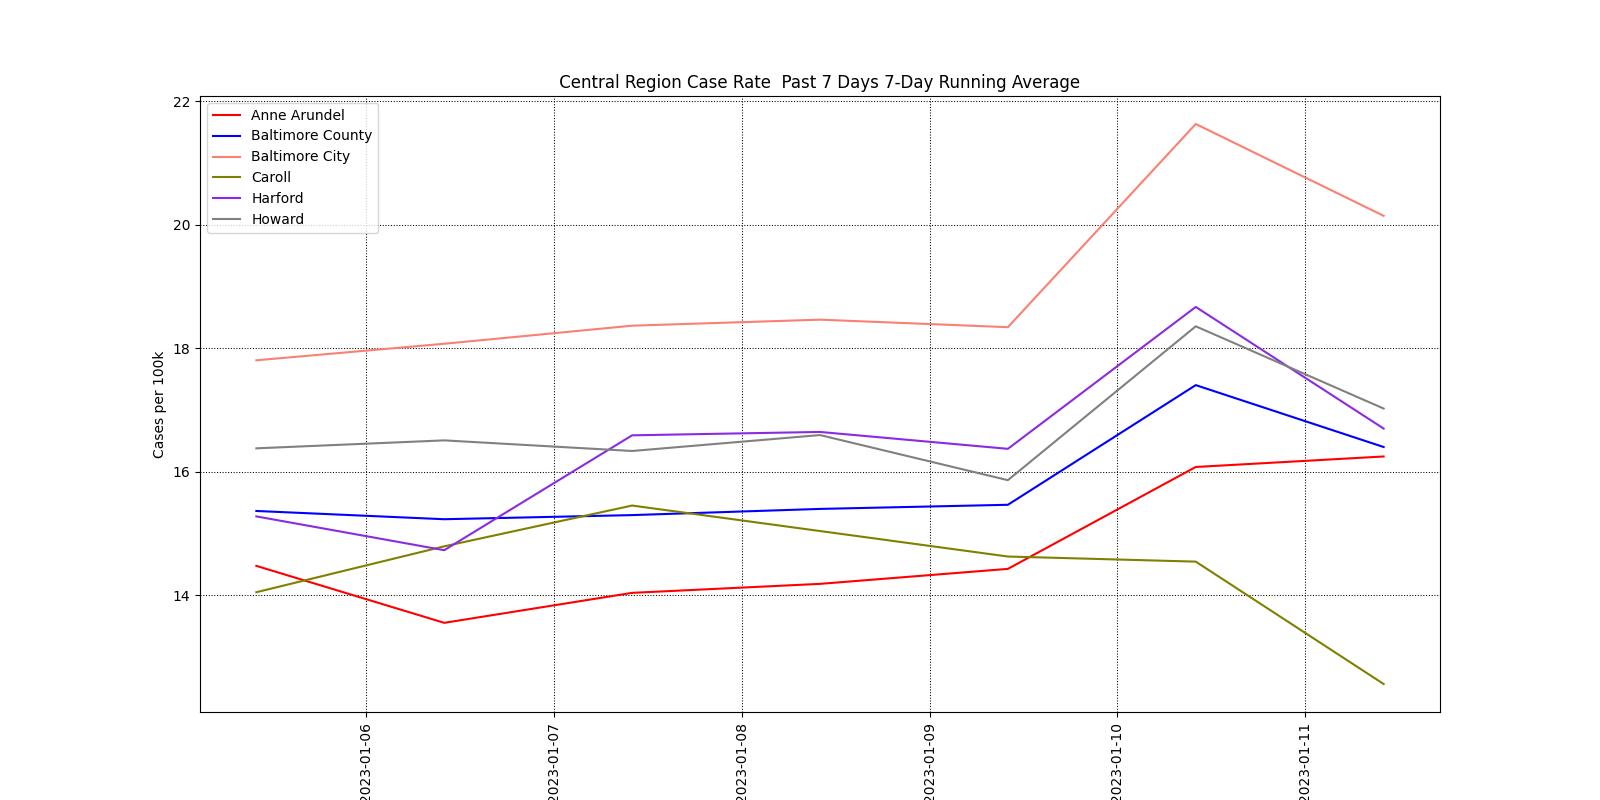 Central Region Case Rate  Past 7 Days 7-Day Running Average
22
20
18
16
14
Cases per 100k
Anne Arundel
Baltimore County
Baltimore City
Caroll
Harford
Howard
2023-01-06
2023-01-07
2023-01-08
2023-01-09
2023-01-10
2023-01-11